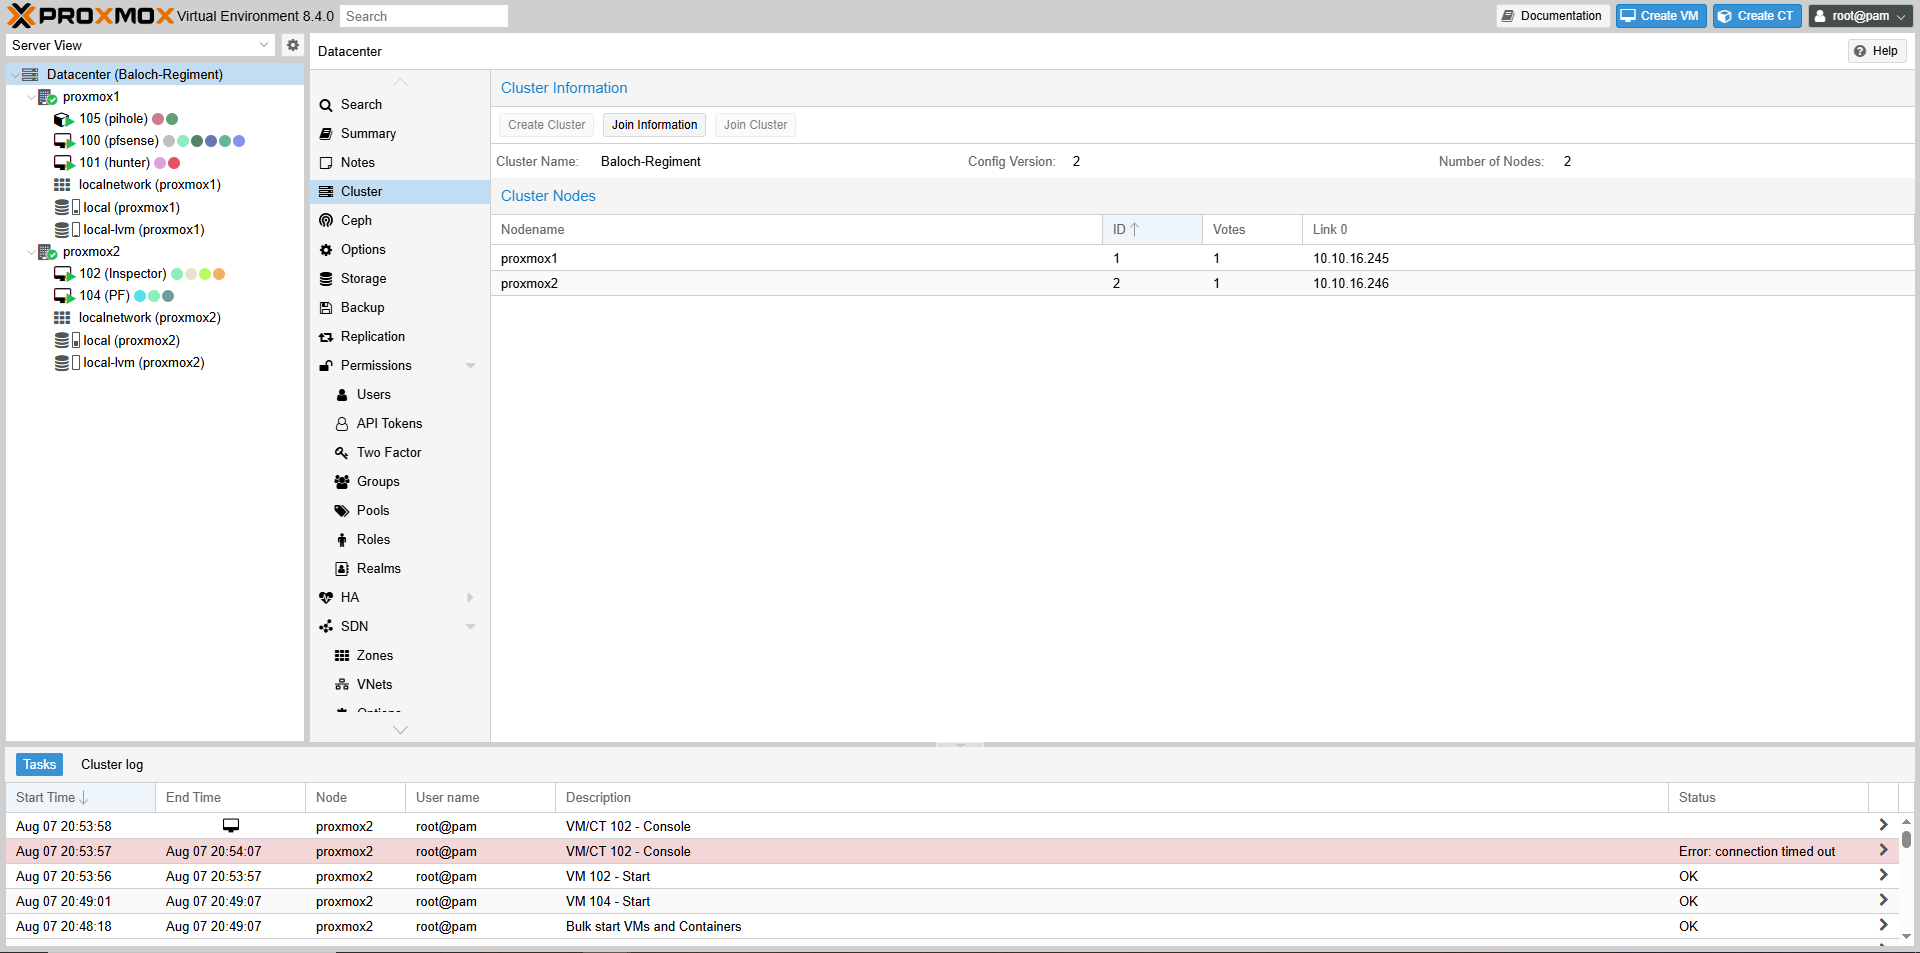 PROXMOX Virtual Environment 8.4.0 Search Documentation Create VM Create CT root@pam
Server View
Datacenter Help
Datacenter (Baloch-Regiment)
proxmox1
105 (pihole)
100 (pfsense)
101 (hunter)
localnetwork (proxmox1)
local (proxmox1)
local-lvm (proxmox1)
proxmox2
102 (Inspector)
104 (PF)
localnetwork (proxmox2)
local (proxmox2)
local-lvm (proxmox2)
Search
Summary
Notes
Cluster
Ceph
Options
Storage
Backup
Replication
Permissions
Users
API Tokens
Two Factor
Groups
Pools
Roles
Realms
HA
SDN
Zones
VNets
Options
Cluster Information
Create Cluster Join Information Join Cluster
Cluster Name: Baloch-Regiment Config Version: 2 Number of Nodes: 2
Cluster Nodes
Nodename ID Votes Link 0
proxmox1 1 1 10.10.16.245
proxmox2 2 1 10.10.16.246
Tasks Cluster log
Start Time End Time Node User name Description Status
Aug 07 20:53:58 proxmox2 root@pam VM/CT 102 - Console
Aug 07 20:53:57 Aug 07 20:54:07 proxmox2 root@pam VM/CT 102 - Console Error: connection timed out
Aug 07 20:53:56 Aug 07 20:53:57 proxmox2 root@pam VM 102 - Start OK
Aug 07 20:49:01 Aug 07 20:49:07 proxmox2 root@pam VM 104 - Start OK
Aug 07 20:48:18 Aug 07 20:49:07 proxmox2 root@pam Bulk start VMs and Containers OK